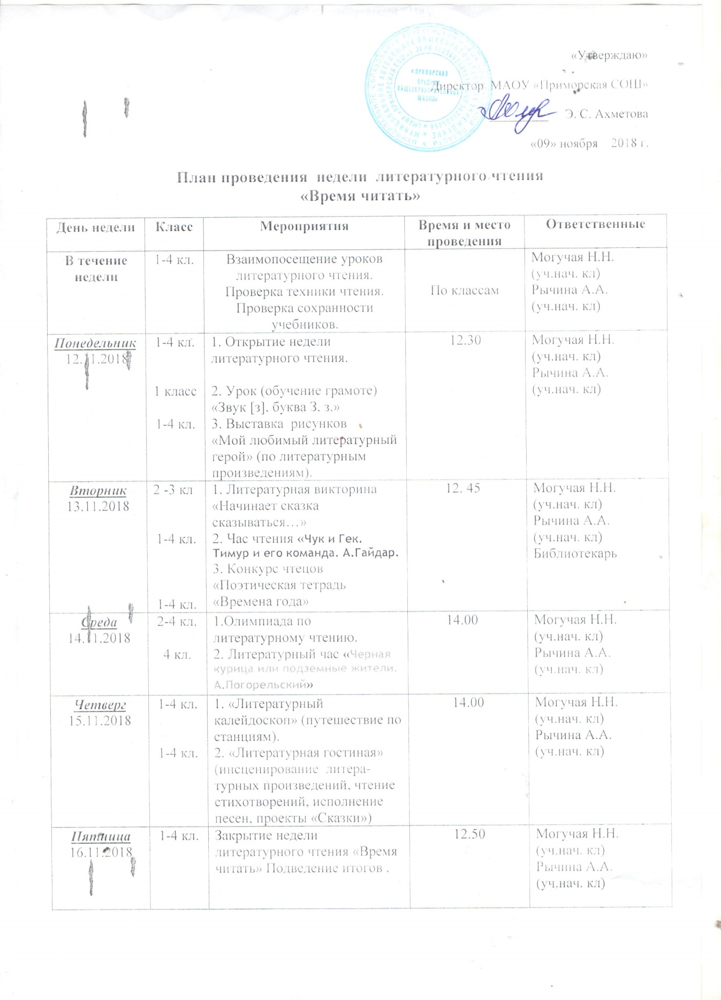 «Утверждаю»
Директор МАОУ «Приморская СОШ»
Э. С. Ахметова
«09» ноября 2018 г.
«ПРИМОРСКАЯ
СРЕДНЯЯ
ОБЩЕОБРАЗОВАТЕЛЬНАЯ
ШКОЛА»
План проведения недели литературного чтения
«Время читать»
День недели
Класс
Мероприятия
Время и место
проведения
Ответственные
В течение
недели
1-4 кл.
Взаимопосещение уроков
литературного чтения.
Проверка техники чтения.
Проверка сохранности
учебников.
По классам
Могучая Н.Н.
(уч.нач. кл)
Рычина А.А.
(уч.нач. кл)
Понедельник
12.11.2018
1-4 кл.
1 класс
1-4 кл.
1. Открытие недели
литературного чтения.
2. Урок (обучение грамоте)
«Звук [з], буква З, з.»
3. Выставка рисунков
«Мой любимый литературный
герой» (по литературным
произведениям).
12.30
Могучая Н.Н.
(уч.нач. кл)
Рычина А.А.
(уч.нач. кл)
Вторник
13.11.2018
2 -3 кл
1-4 кл.
1-4 кл.
1. Литературная викторина
«Начинает сказка
сказываться…»
2. Час чтения «Чук и Гек.
Тимур и его команда. А.Гайдар.
3. Конкурс чтецов
«Поэтическая тетрадь
«Времена года»
12. 45
Могучая Н.Н.
(уч.нач. кл)
Рычина А.А.
(уч.нач. кл)
Библиотекарь
Среда
14.11.2018
2-4 кл.
4 кл.
1.Олимпиада по
литературному чтению.
2. Литературный час «Черная
курица или подземные жители.
А.Погорельский»
14.00
Могучая Н.Н.
(уч.нач. кл)
Рычина А.А.
(уч.нач. кл)
Четверг
15.11.2018
1-4 кл.
1-4 кл.
1. «Литературный
калейдоскоп» (путешествие по
станциям).
2. «Литературная гостиная»
(инсценирование литера-
турных произведений, чтение
стихотворений, исполнение
песен, проекты «Сказки»)
14.00
Могучая Н.Н.
(уч.нач. кл)
Рычина А.А.
(уч.нач. кл)
Пятница
16.11.2018
1-4 кл.
Закрытие недели
литературного чтения «Время
читать» Подведение итогов .
12.50
Могучая Н.Н.
(уч.нач. кл)
Рычина А.А.
(уч.нач. кл)